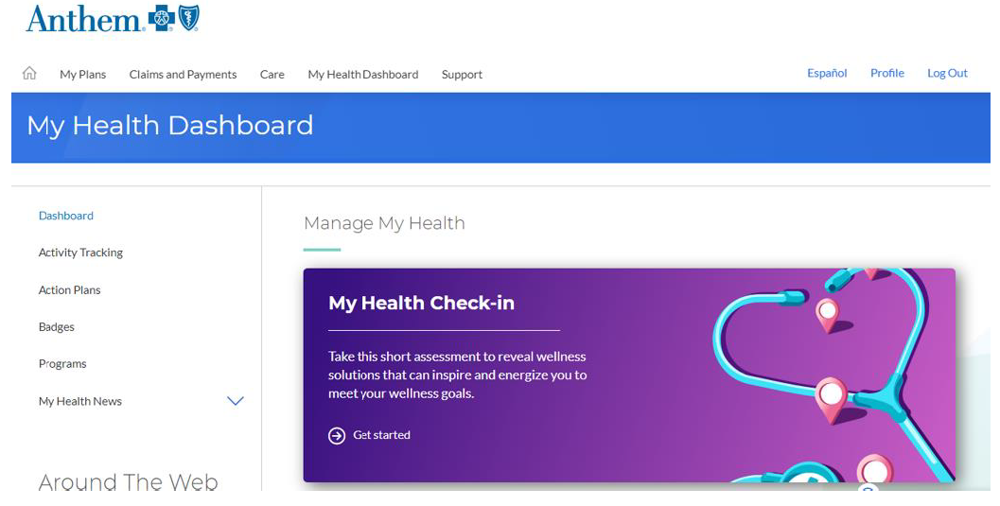 Anthem
My Plans Claims and Payments Care My Health Dashboard Support Español Profile Log Out
My Health Dashboard
Dashboard
Activity Tracking
Action Plans
Badges
Programs
My Health News
Around The Web
Manage My Health
My Health Check-in
Take this short assessment to reveal wellness
solutions that can inspire and energize you to
meet your wellness goals.
Get started